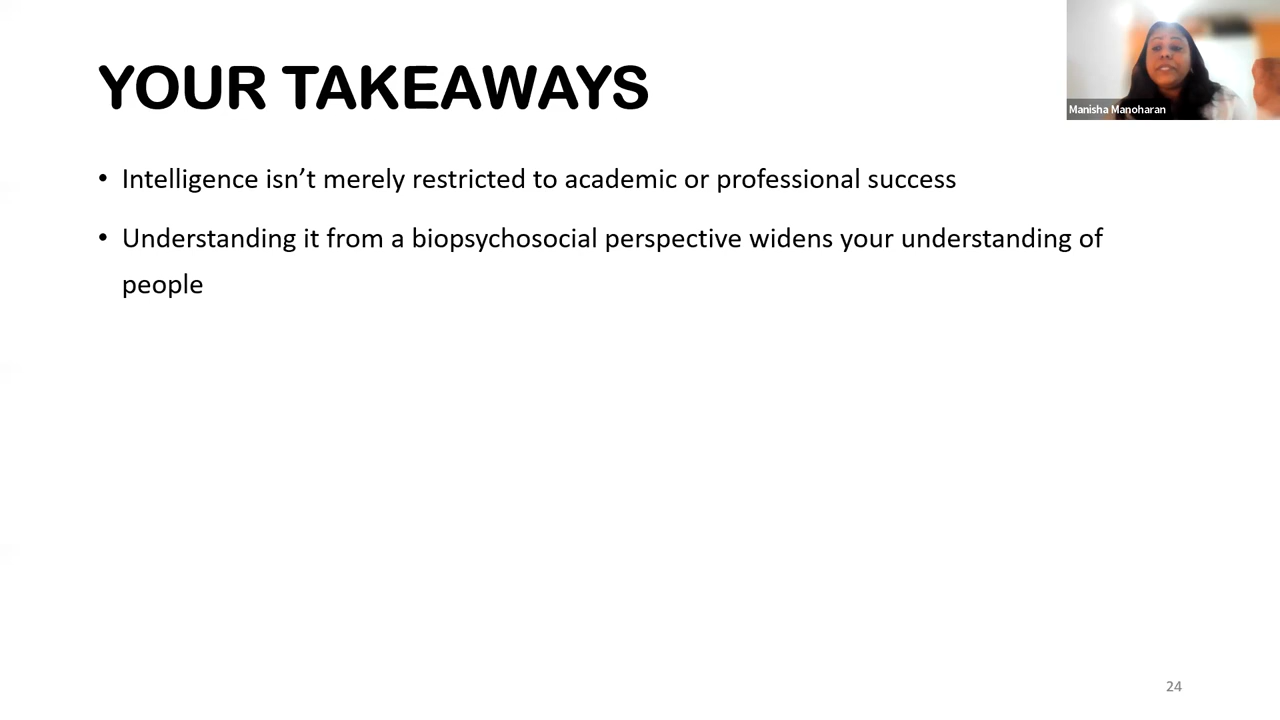 YOUR TAKEAWAYS
Manisha Manoharan
• Intelligence isn’t merely restricted to academic or professional success
• Understanding it from a biopsychosocial perspective widens your understanding of
people
24